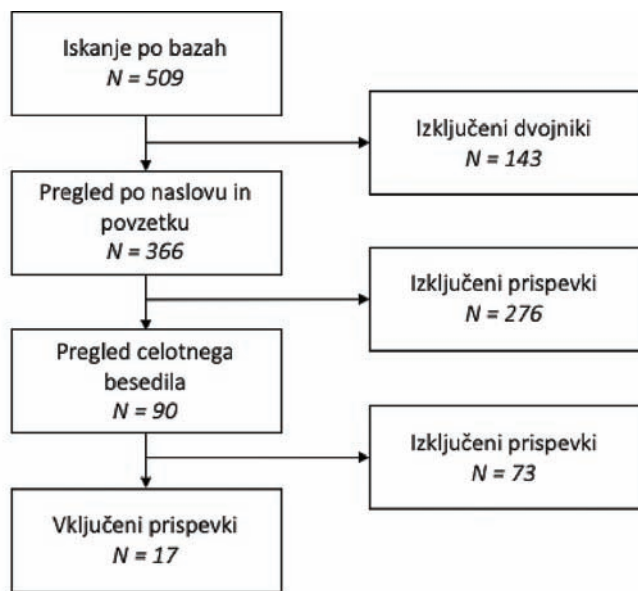 Iskanje po bazah
N = 509
Izključeni dvojniki
N = 143
Pregled po naslovu in
povzetku
N = 366
Izključeni prispevki
N = 276
Pregled celotnega
besedila
N = 90
Izključeni prispevki
N = 73
Vključeni prispevki
N = 17